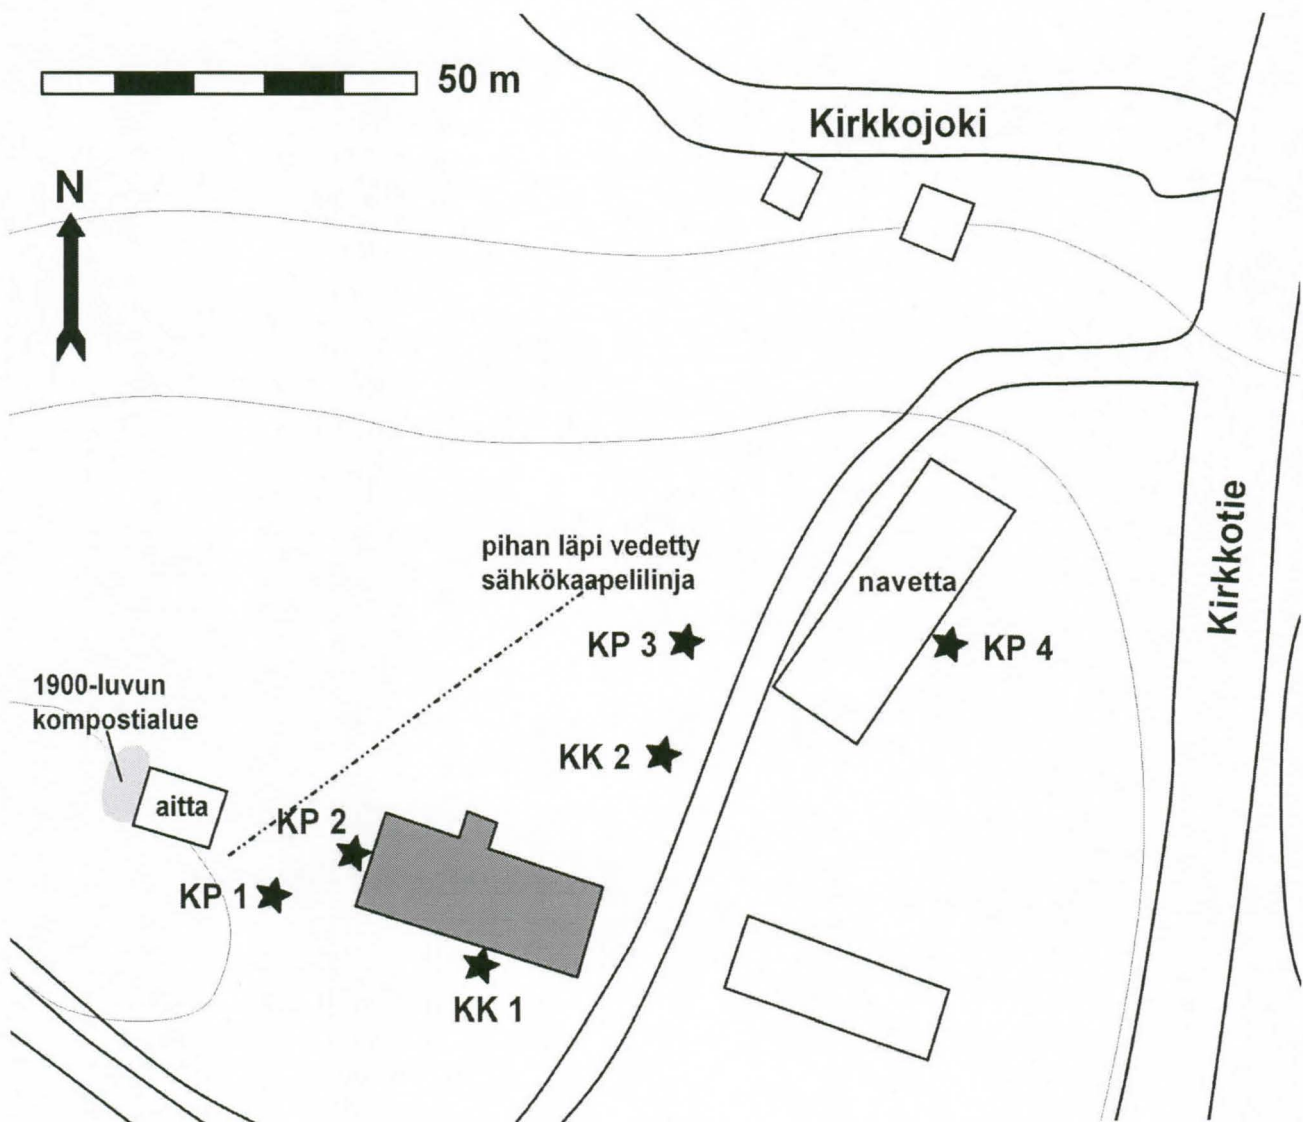 50 m
Kirkkojoki
N
Kirkkotie
pihan läpi vedetty
sähkökaapelilinja
navetta
KP 3
KP 4
1900-luvun
kompostialue
KK 2
aitta
KP 2
KP 1
KK 1